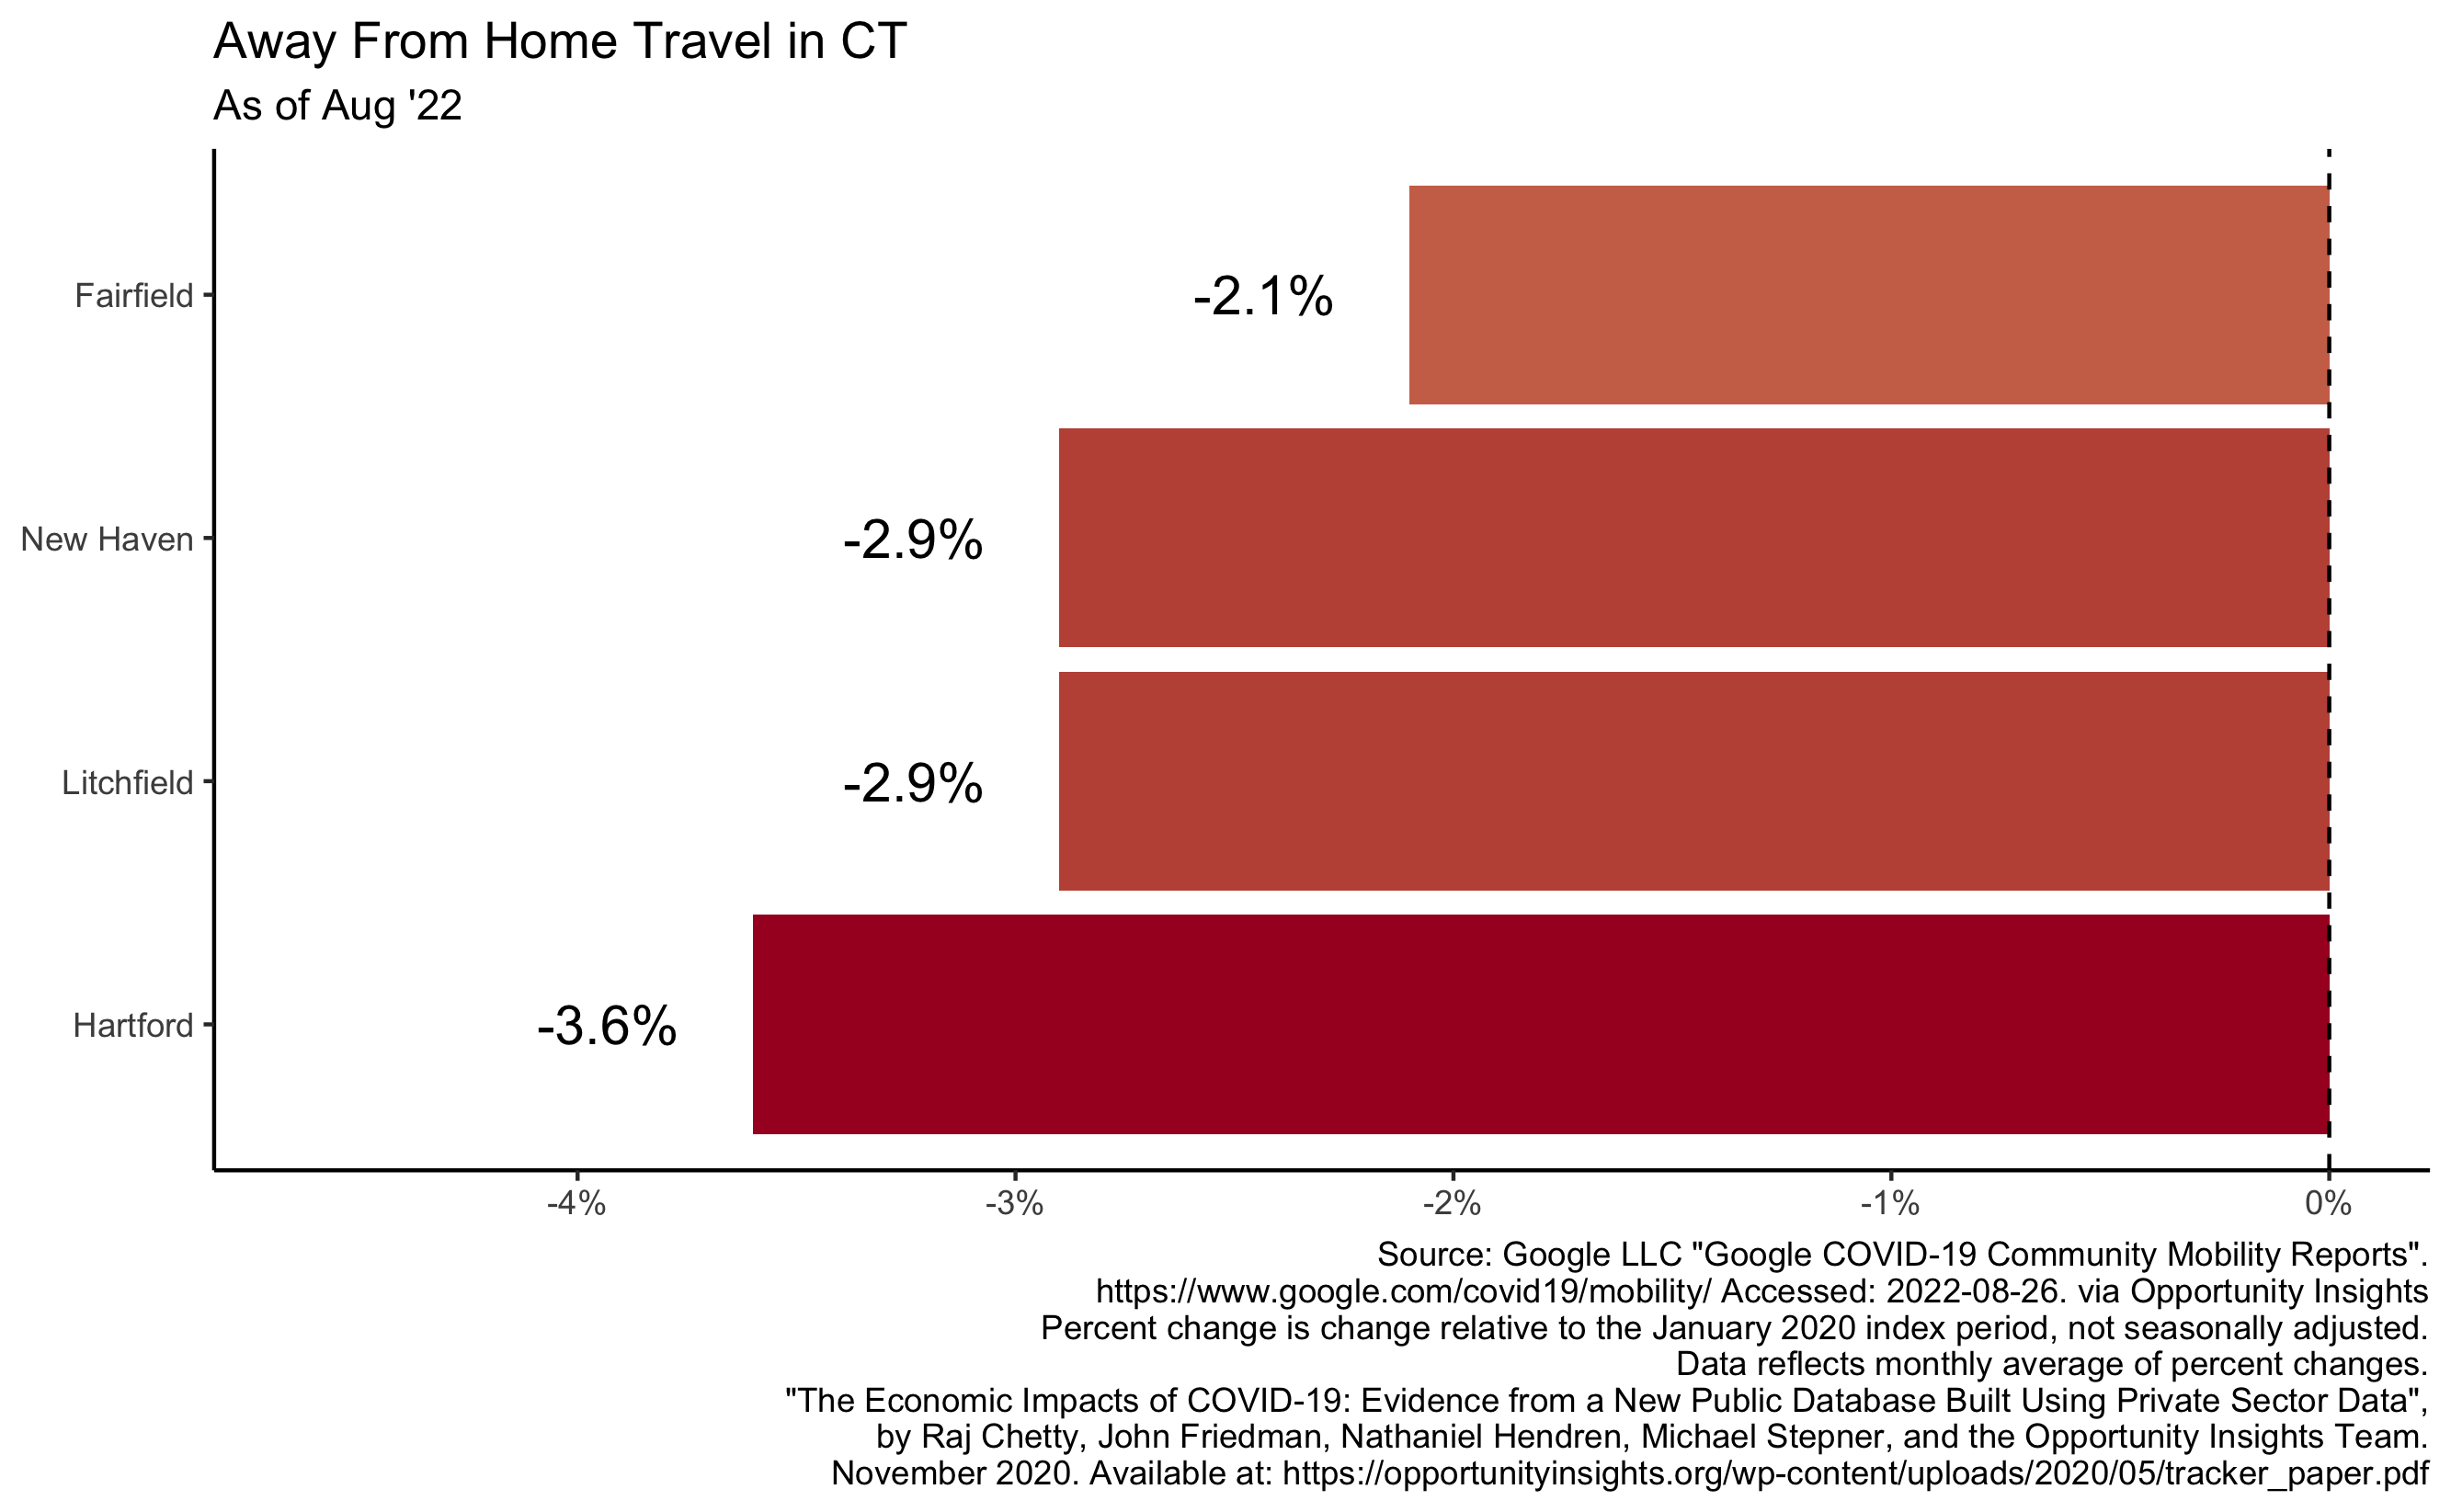 Away From Home Travel in CT
As of Aug '22
Fairfield
-2.1%
New Haven
-2.9%
Litchfield
-2.9%
Hartford
-3.6%
-4%
-3%
-2%
-1%
0%
Source: Google LLC "Google COVID-19 Community Mobility Reports".
https://www.google.com/covid19/mobility/ Accessed: 2022-08-26. via Opportunity Insights
Percent change is change relative to the January 2020 index period, not seasonally adjusted.
Data reflects monthly average of percent changes.
"The Economic Impacts of COVID-19: Evidence from a New Public Database Built Using Private Sector Data",
by Raj Chetty, John Friedman, Nathaniel Hendren, Michael Stepner, and the Opportunity Insights Team.
November 2020. Available at: https://opportunityinsights.org/wp-content/uploads/2020/05/tracker_paper.pdf